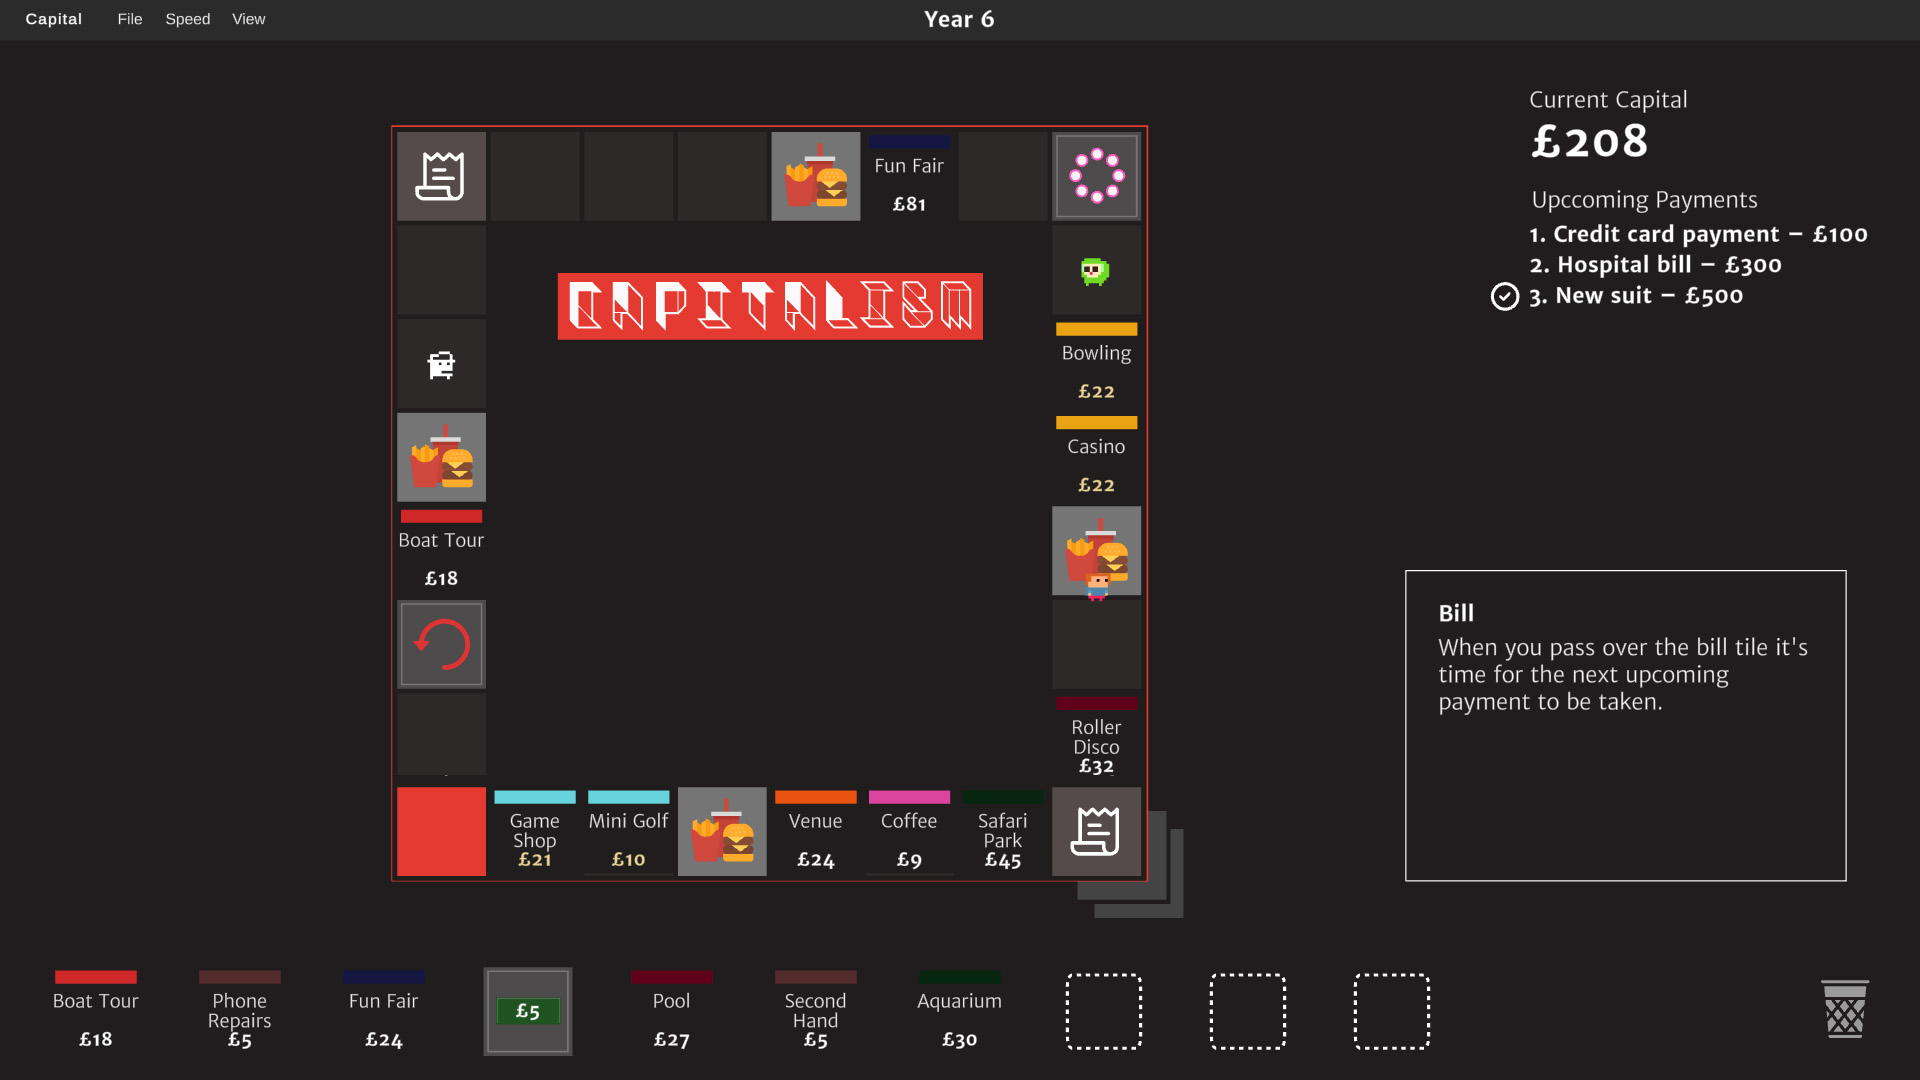 Capital File Speed View Year 6
Current Capital
£208
Upccoming Payments
1. Credit card payment – £100
2. Hospital bill – £300
3. New suit – £500
Fun Fair
£81
CAPITALISM
Bowling
£22
Casino
£22
Boat Tour
£18
Roller
Disco
£32
Game
Shop
£21
Mini Golf
£10
Venue
£24
Coffee
£9
Safari
Park
£45
Bill
When you pass over the bill tile it's
time for the next upcoming
payment to be taken.
Boat Tour
£18
Phone
Repairs
£5
Fun Fair
£24
£5
Pool
£27
Second
Hand
£5
Aquarium
£30